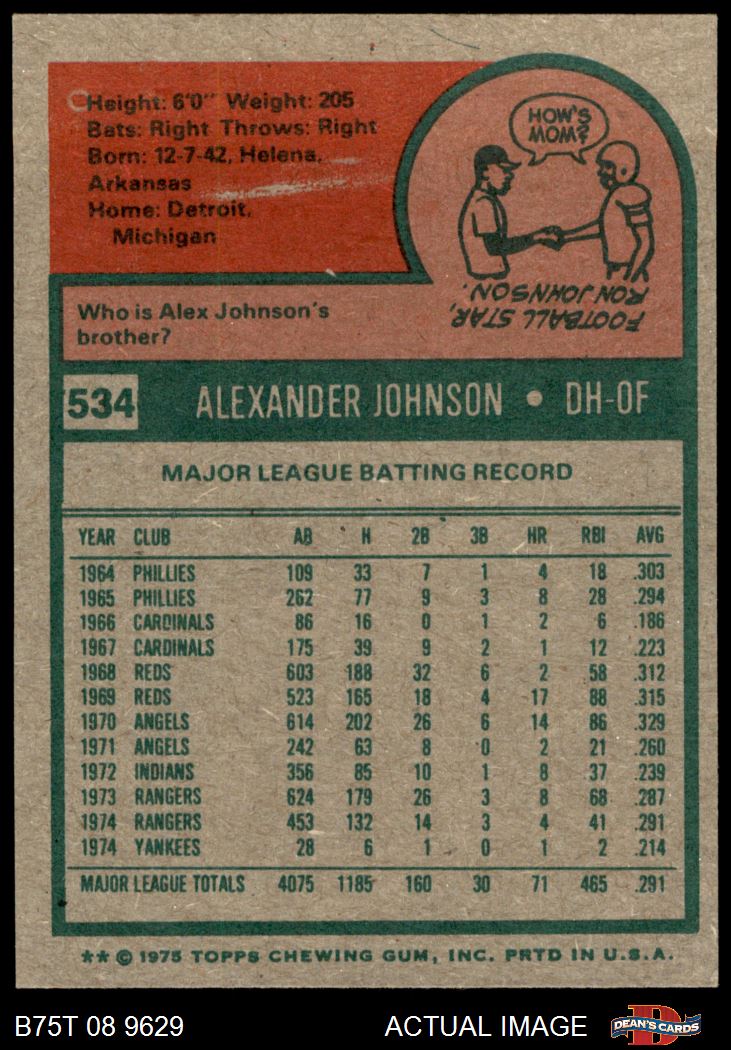 Height: 6'0" Weight: 205
Bats: Right Throws: Right
Born: 12-7-42, Helena,
Arkansas
Home: Detroit,
Michigan
HOW'S
MOM?
Who is Alex Johnson's
brother?
FOOTBALL STAR,
RON JOHNSON.
534 ALEXANDER JOHNSON • DH-OF
MAJOR LEAGUE BATTING RECORD
YEAR CLUB AB H 2B 3B HR RBI AVG
1964 PHILLIES 109 33 7 1 4 18 .303
1965 PHILLIES 262 77 9 3 8 28 .294
1966 CARDINALS 86 16 0 1 2 6 .186
1967 CARDINALS 175 39 9 2 1 12 .223
1968 REDS 603 188 32 6 2 58 .312
1969 REDS 523 165 18 4 17 88 .315
1970 ANGELS 614 202 26 6 14 86 .329
1971 ANGELS 242 63 8 0 2 21 .260
1972 INDIANS 356 85 10 1 8 37 .239
1973 RANGERS 624 179 26 3 8 68 .287
1974 RANGERS 453 132 14 3 4 41 .291
1974 YANKEES 28 6 1 0 1 2 .214
MAJOR LEAGUE TOTALS 4075 1185 160 30 71 465 .291
** © 1975 TOPPS CHEWING GUM, INC. PRTD IN U.S.A.
B75T 08 9629 ACTUAL IMAGE D DEAN'S CARDS